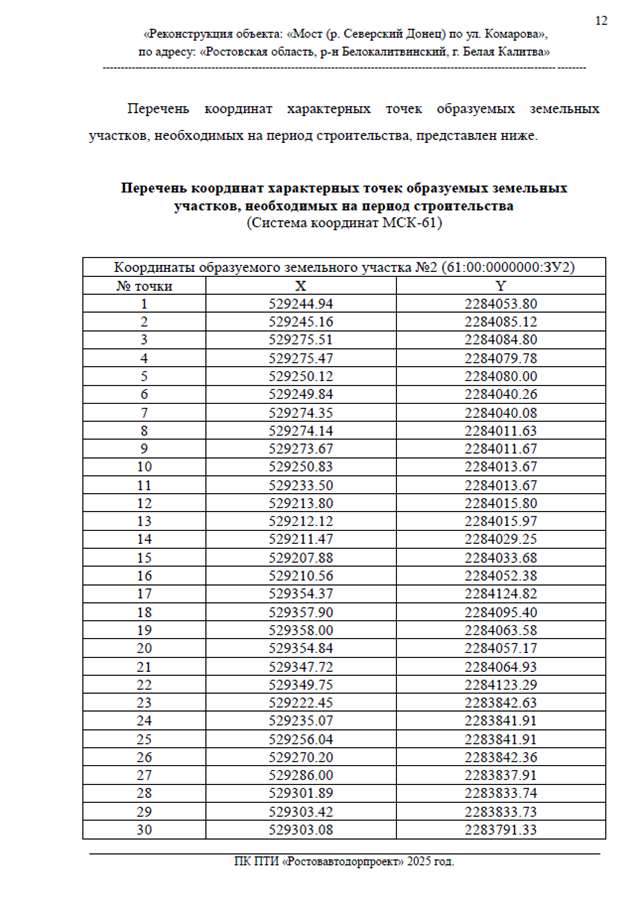 12
«Реконструкция объекта: «Мост (р. Северский Донец) по ул. Комарова»,
по адресу: «Ростовская область, р-н Белокалитвинский, г. Белая Калитва»
Перечень координат характерных точек образуемых земельных
участков, необходимых на период строительства, представлен ниже.
Перечень координат характерных точек образуемых земельных
участков, необходимых на период строительства
(Система координат МСК-61)
Координаты образуемого земельного участка №2 (61:00:0000000:ЗУ2)
№ точки X Y
1 529244.94 2284053.80
2 529245.16 2284085.12
3 529275.51 2284084.80
4 529275.47 2284079.78
5 529250.12 2284080.00
6 529249.84 2284040.26
7 529274.35 2284040.08
8 529274.14 2284011.63
9 529273.67 2284011.67
10 529250.83 2284013.67
11 529233.50 2284013.67
12 529213.80 2284015.80
13 529212.12 2284015.97
14 529211.47 2284029.25
15 529207.88 2284033.68
16 529210.56 2284052.38
17 529354.37 2284124.82
18 529357.90 2284095.40
19 529358.00 2284063.58
20 529354.84 2284057.17
21 529347.72 2284064.93
22 529349.75 2284123.29
23 529222.45 2283842.63
24 529235.07 2283841.91
25 529256.04 2283841.91
26 529270.20 2283842.36
27 529286.00 2283837.91
28 529301.89 2283833.74
29 529303.42 2283833.73
30 529303.08 2283791.33
ПК ПТИ «Ростовавтодорпроект» 2025 год.